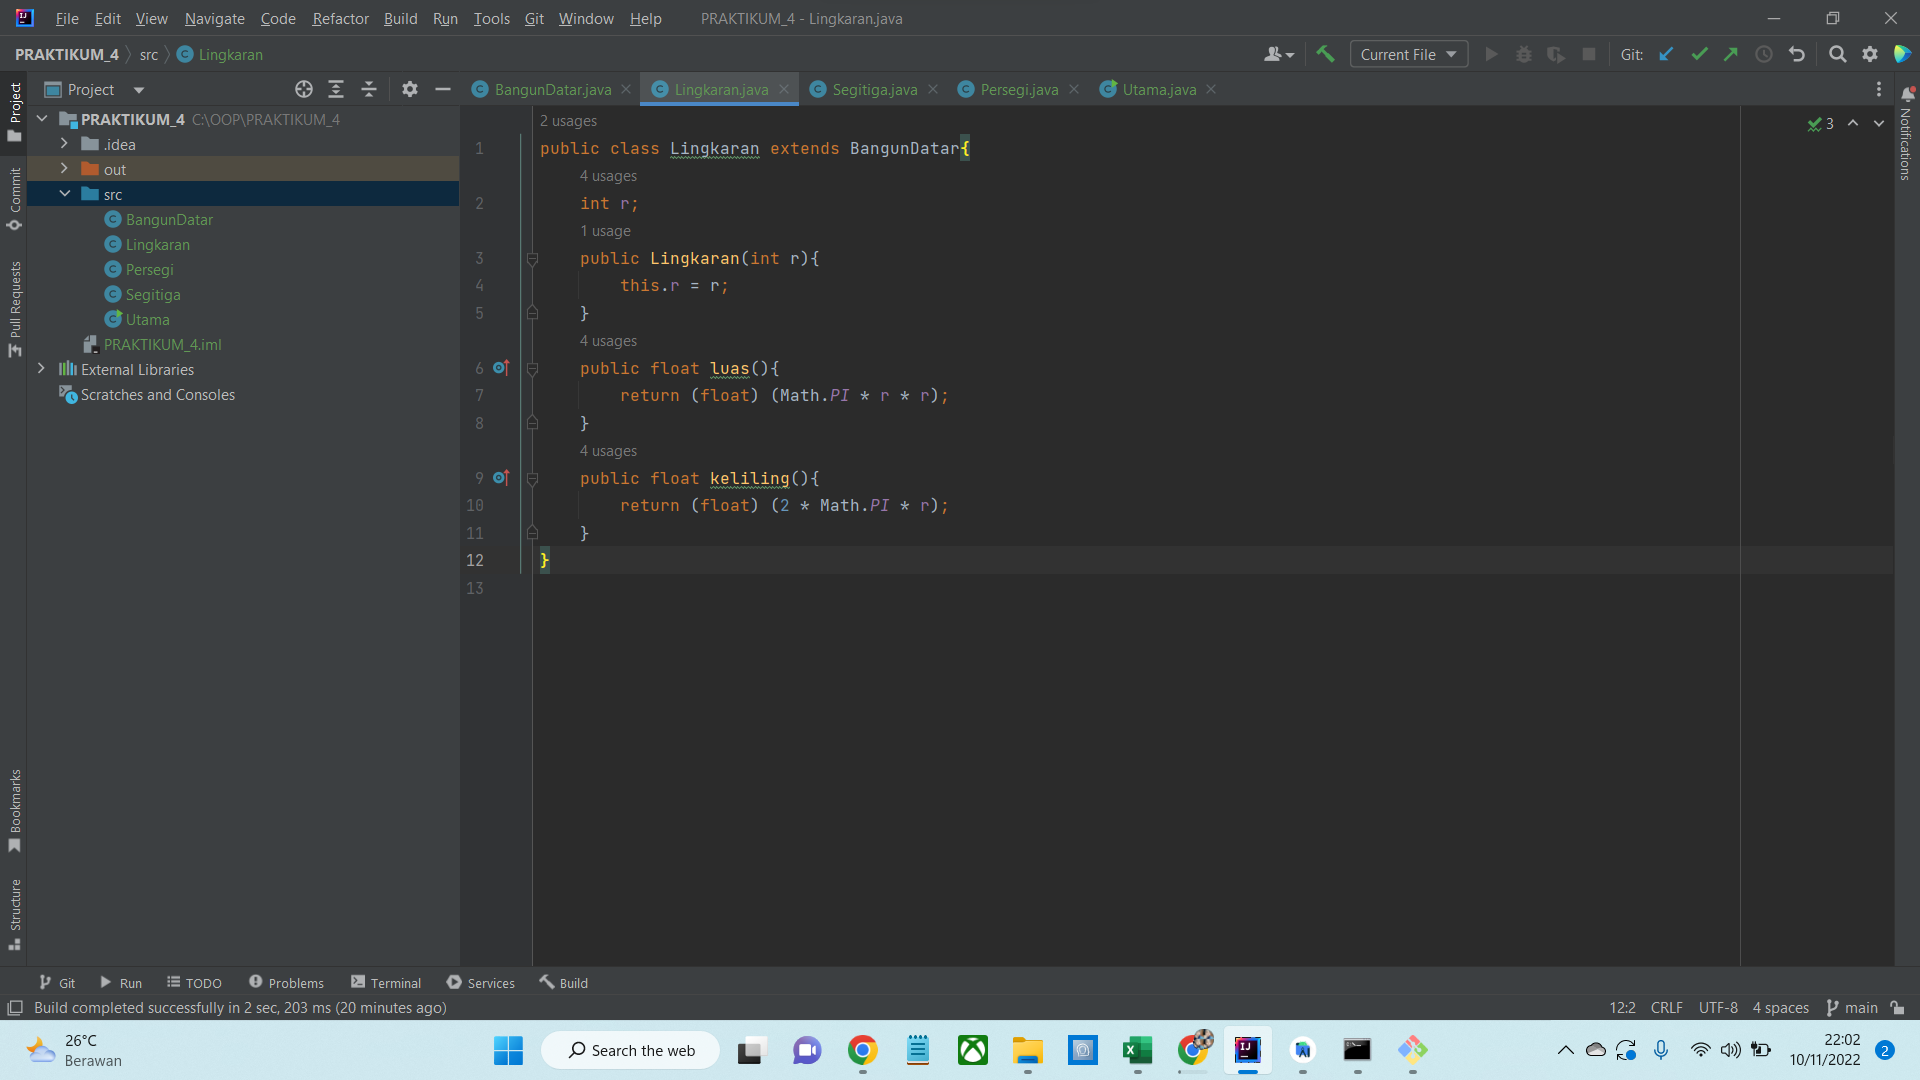 File Edit View Navigate Code Refactor Build Run Tools Git Window Help PRAKTIKUM_4 - Lingkaran.java
PRAKTIKUM_4 src Lingkaran Current File Git:
Project BangunDatar.java Lingkaran.java Segitiga.java Persegi.java Utama.java
Project
Commit
Pull Requests
Bookmarks
Structure
Notifications
PRAKTIKUM_4 C:\OOP\PRAKTIKUM_4
.idea
out
src
BangunDatar
Lingkaran
Persegi
Segitiga
Utama
PRAKTIKUM_4.iml
External Libraries
Scratches and Consoles
3
2 usages
1 public class Lingkaran extends BangunDatar{
4 usages
2 int r;
1 usage
3 public Lingkaran(int r){
4 this.r = r;
5 }
4 usages
6 public float luas(){
7 return (float) (Math.PI * r * r);
8 }
4 usages
9 public float keliling(){
10 return (float) (2 * Math.PI * r);
11 }
12 }
13
Git Run TODO Problems Terminal Services Build
Build completed successfully in 2 sec, 203 ms (20 minutes ago) 12:2 CRLF UTF-8 4 spaces main
26°C
Berawan
Search the web
22:02
10/11/2022
2